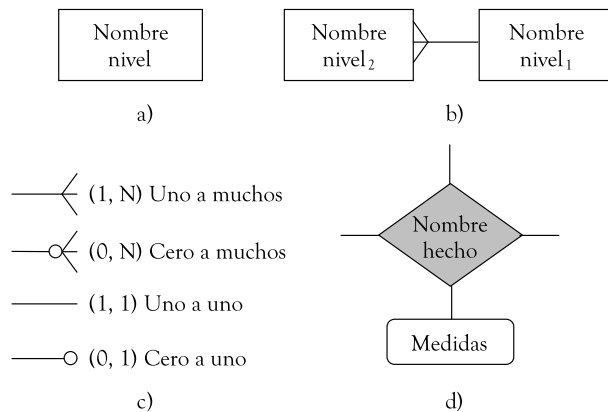 Nombre
nivel
a)
Nombre
nivel₂
Nombre
nivel₁
b)
(1, N) Uno a muchos
(0, N) Cero a muchos
(1, 1) Uno a uno
(0, 1) Cero a uno
c)
Nombre
hecho
Medidas
d)